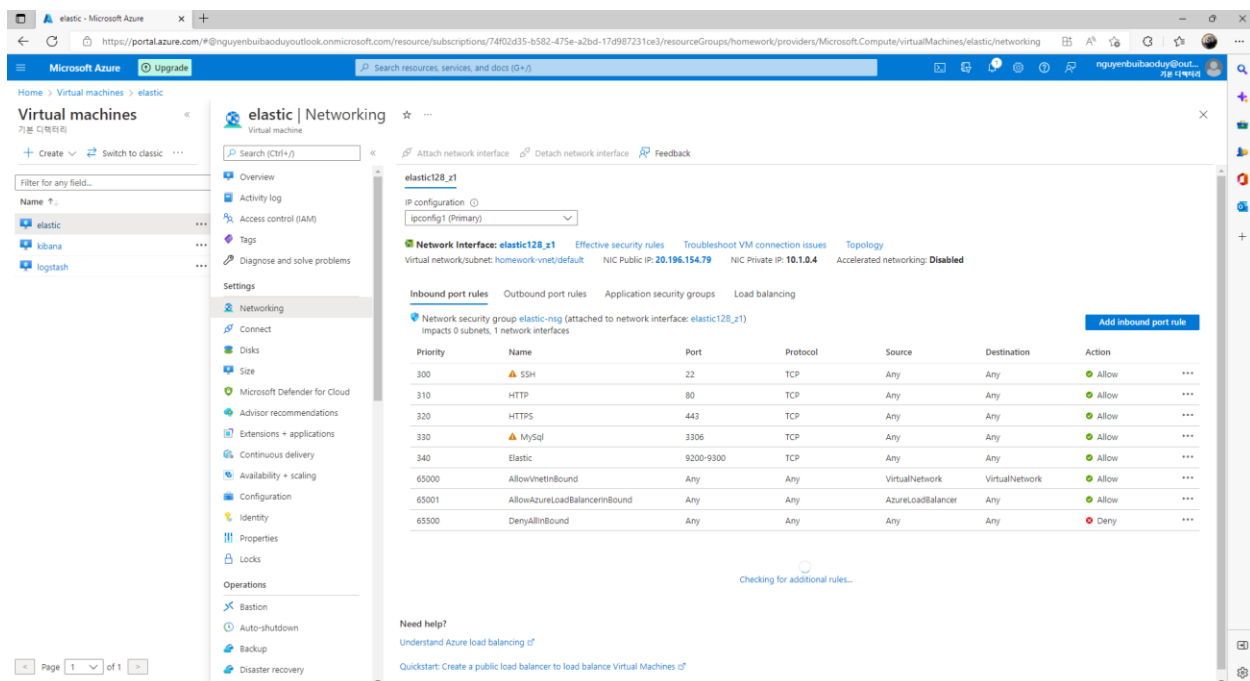 elastic - Microsoft Azure
https://portal.azure.com/#@nguyenbuibaoduyoutlook.onmicrosoft.com/resource/subscriptions/74f02d35-b582-475e-a2bd-17d987231ce3/resourceGroups/homework/providers/Microsoft.Compute/virtualMachines/elastic/networking
Microsoft Azure
Upgrade
Search resources, services, and docs (G+/)
1
nguyenbuibaoduy@out...
기본 디렉터리
Home > Virtual machines > elastic
Virtual machines
기본 디렉터리
Create
Switch to classic
Filter for any field...
Name
elastic
kibana
logstash
Page 1 of 1
elastic | Networking
Virtual machine
Search (Ctrl+/)
Overview
Activity log
Access control (IAM)
Tags
Diagnose and solve problems
Settings
Networking
Connect
Disks
Size
Microsoft Defender for Cloud
Advisor recommendations
Extensions + applications
Continuous delivery
Availability + scaling
Configuration
Identity
Properties
Locks
Operations
Bastion
Auto-shutdown
Backup
Disaster recovery
Attach network interface Detach network interface Feedback
elastic128_z1
IP configuration
ipconfig1 (Primary)
Network Interface: elastic128_z1 Effective security rules Troubleshoot VM connection issues Topology
Virtual network/subnet: homework-vnet/default NIC Public IP: 20.196.154.79 NIC Private IP: 10.1.0.4 Accelerated networking: Disabled
Inbound port rules Outbound port rules Application security groups Load balancing
Network security group elastic-nsg (attached to network interface: elastic128_z1)
Impacts 0 subnets, 1 network interfaces
Add inbound port rule
Priority Name Port Protocol Source Destination Action
300 SSH 22 TCP Any Any Allow
310 HTTP 80 TCP Any Any Allow
320 HTTPS 443 TCP Any Any Allow
330 MySql 3306 TCP Any Any Allow
340 Elastic 9200-9300 TCP Any Any Allow
65000 AllowVnetInBound Any Any VirtualNetwork VirtualNetwork Allow
65001 AllowAzureLoadBalancerInBound Any Any AzureLoadBalancer Any Allow
65500 DenyAllInBound Any Any Any Any Deny
Checking for additional rules...
Need help?
Understand Azure load balancing
Quickstart: Create a public load balancer to load balance Virtual Machines